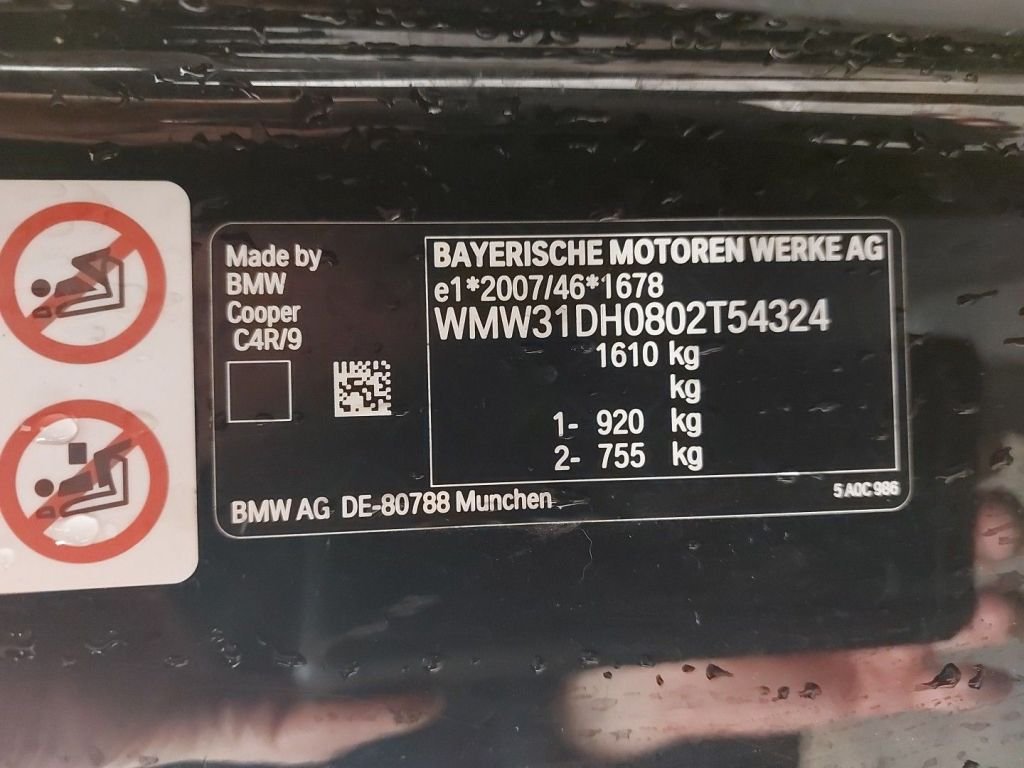 Made by
BMW
Cooper
C4R/9
BAYERISCHE MOTOREN WERKE AG
e1*2007/46*1678
WMW31DH0802T54324
1610 kg
kg
1- 920 kg
2- 755 kg
BMW AG DE-80788 Munchen
5 A0C 986